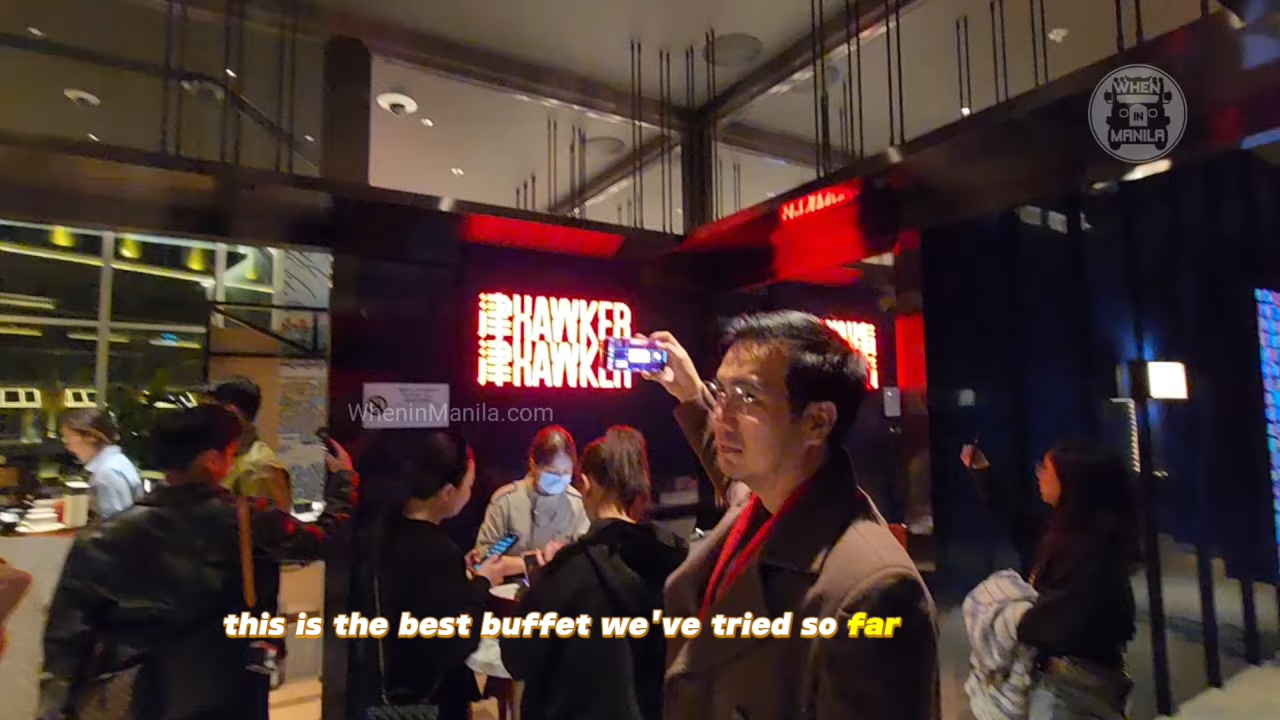 WHEN
IN
MANILA
HAWKER
HAWKER
WheninManila.com
this is the best buffet we've tried so far